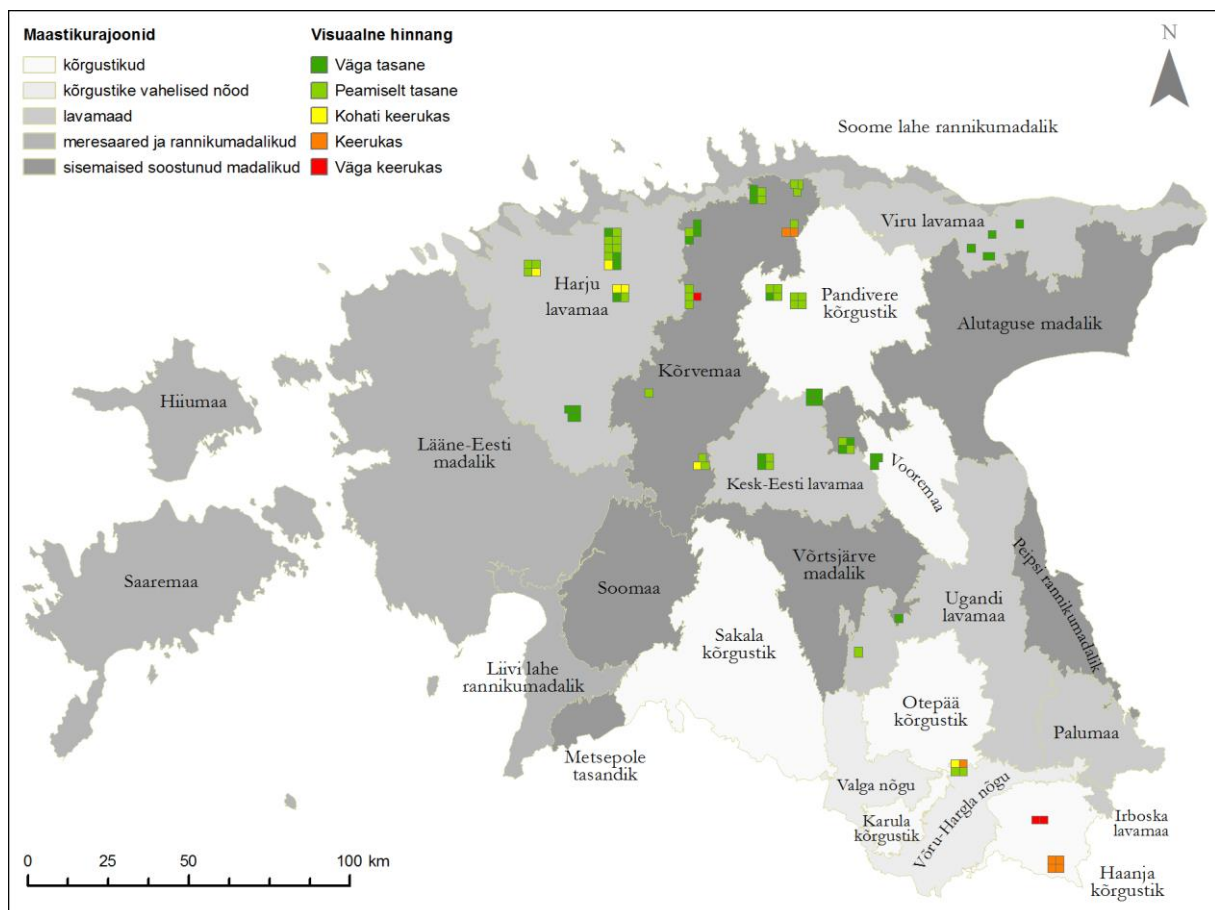 Maastikurajoonid
kõrgustikud
kõrgustike vahelised nõod
lavamaad
meresaared ja rannikumadalikud
sisemaised soostunud madalikud
Visuaalne hinnang
Väga tasane
Peamiselt tasane
Kohati keerukas
Keerukas
Väga keerukas
N
Soome lahe rannikumadalik
Viru lavamaa
Harju
lavamaa
Pandivere
kõrgustik
Alutaguse madalik
Kõrvemaa
Hiiumaa
Lääne-Eesti
madalik
Kesk-Eesti lavamaa
Vooremaa
Saaremaa
Soomaa
Võrtsjärve
madalik
Peipsi rannikumadalik
Ugandi
lavamaa
Sakala
kõrgustik
Liivi lahe
rannikumadalik
Otepää
kõrgustik
Palumaa
Metsepole
tasandik
Valga nõgu
Võru-Hargla nõgu
Karula
kõrgustik
Irboska
lavamaa
Haanja
kõrgustik
0 25 50 100 km